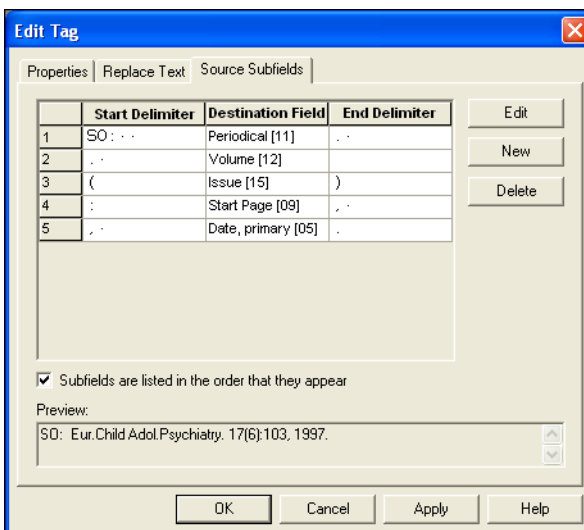 Edit Tag
Properties Replace Text Source Subfields
Start Delimiter Destination Field End Delimiter
1 SO: · · Periodical [11] . ·
2 . · Volume [12]
3 ( Issue [15] )
4 : Start Page [09] , ·
5 , · Date, primary [05] .
Edit
New
Delete
Subfields are listed in the order that they appear
Preview:
SO: Eur.Child Adol.Psychiatry. 17(6):103, 1997.
OK Cancel Apply Help